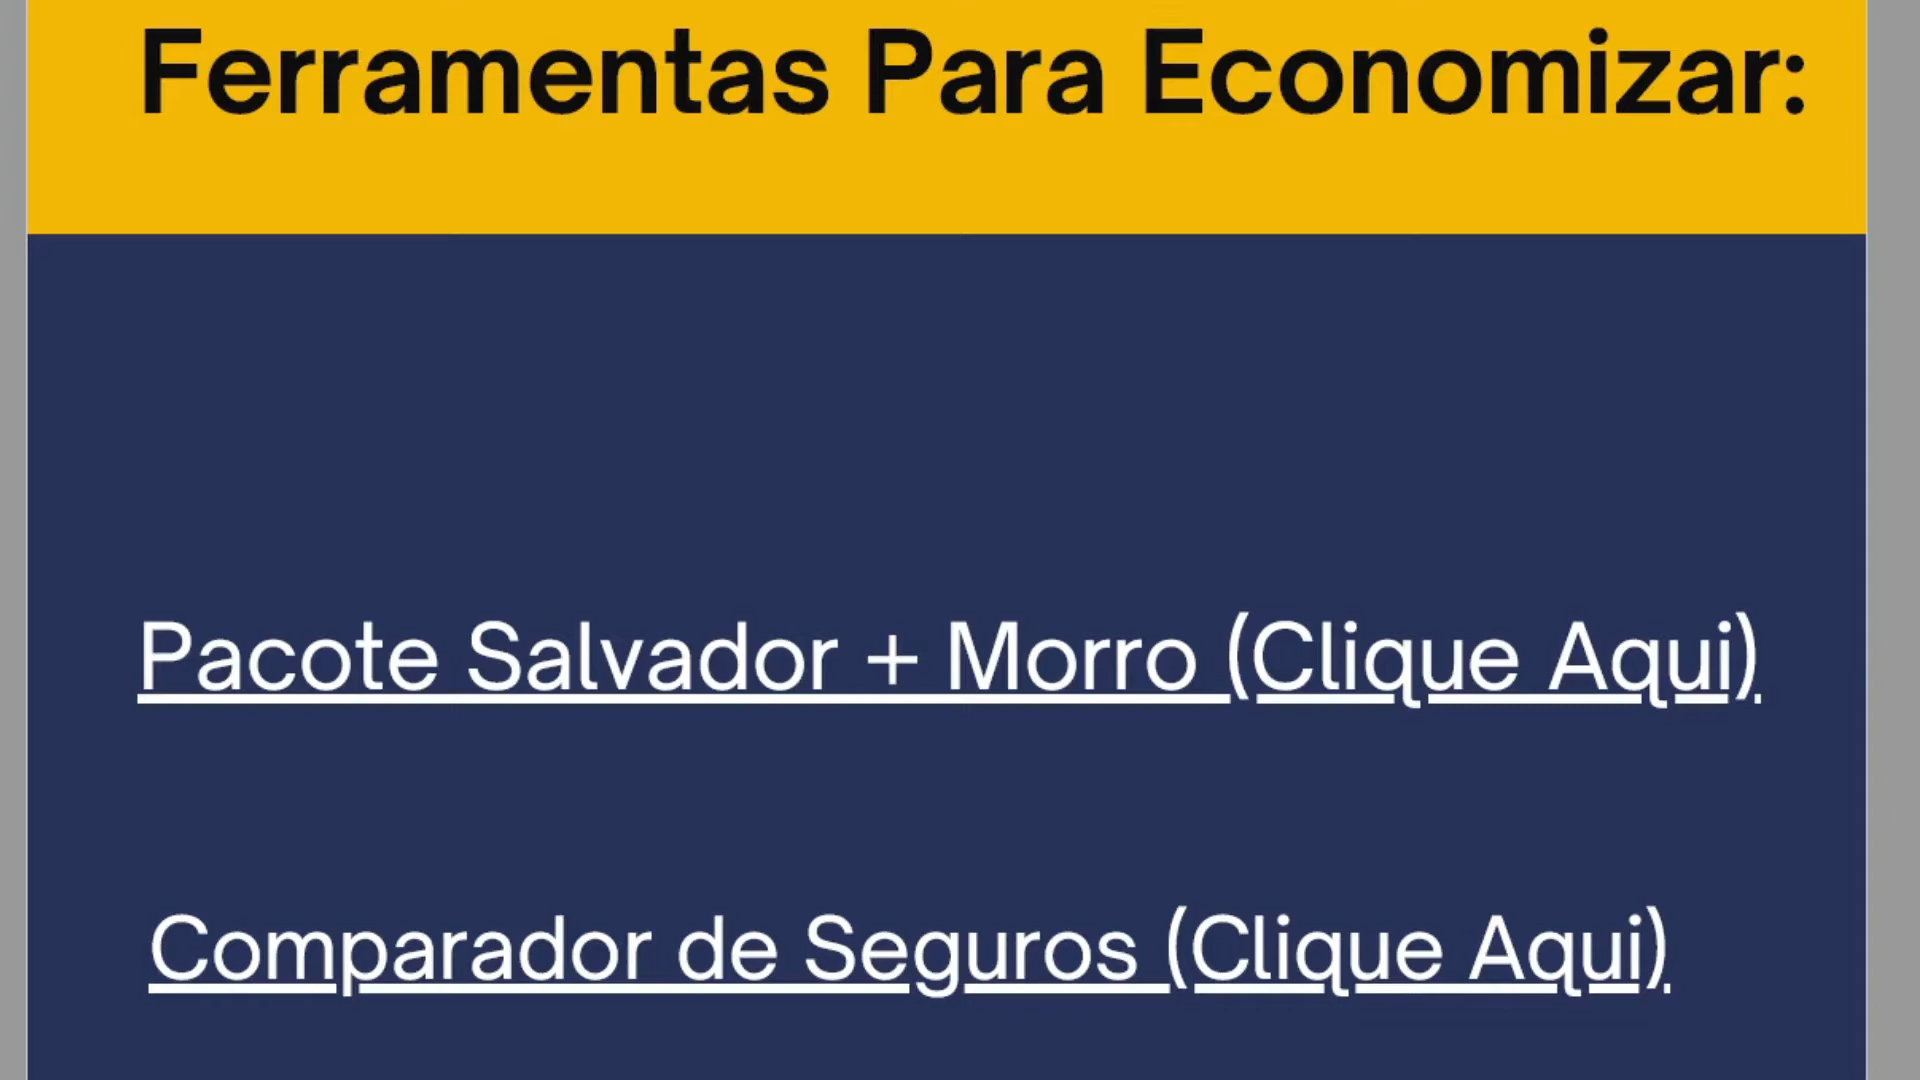 Ferramentas Para Economizar:
Pacote Salvador + Morro (Clique Aqui)
Comparador de Seguros (Clique Aqui)